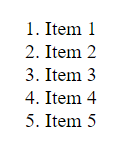 1. Item 1
2. Item 2
3. Item 3
4. Item 4
5. Item 5